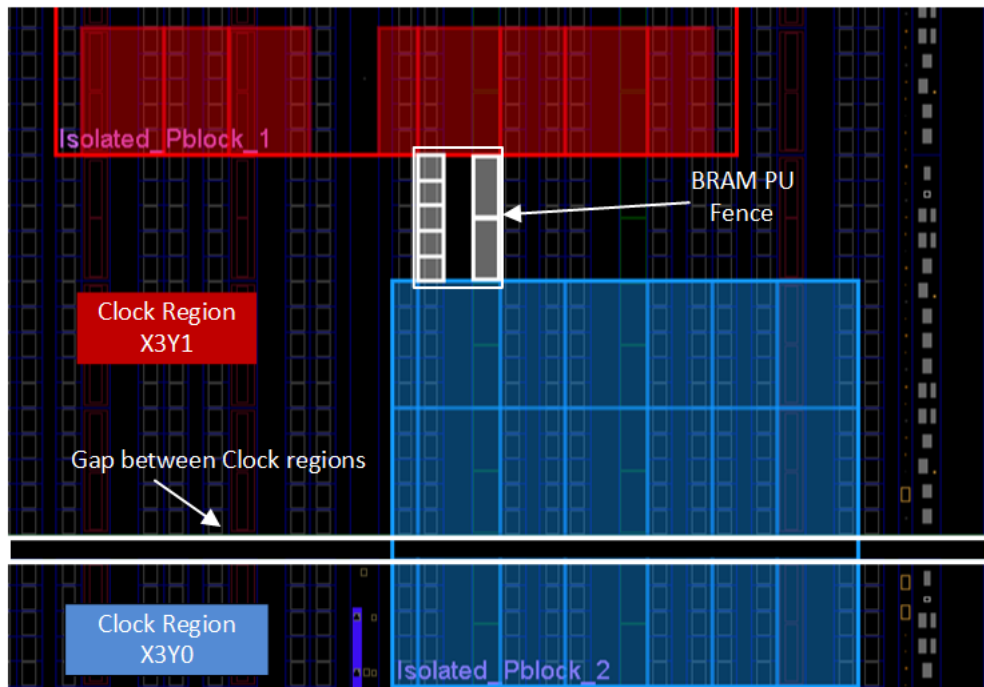 Isolated_Pblock_1
BRAM PU
Fence
Clock Region
X3Y1
Gap between Clock regions
Clock Region
X3Y0
Isolated_Pblock_2